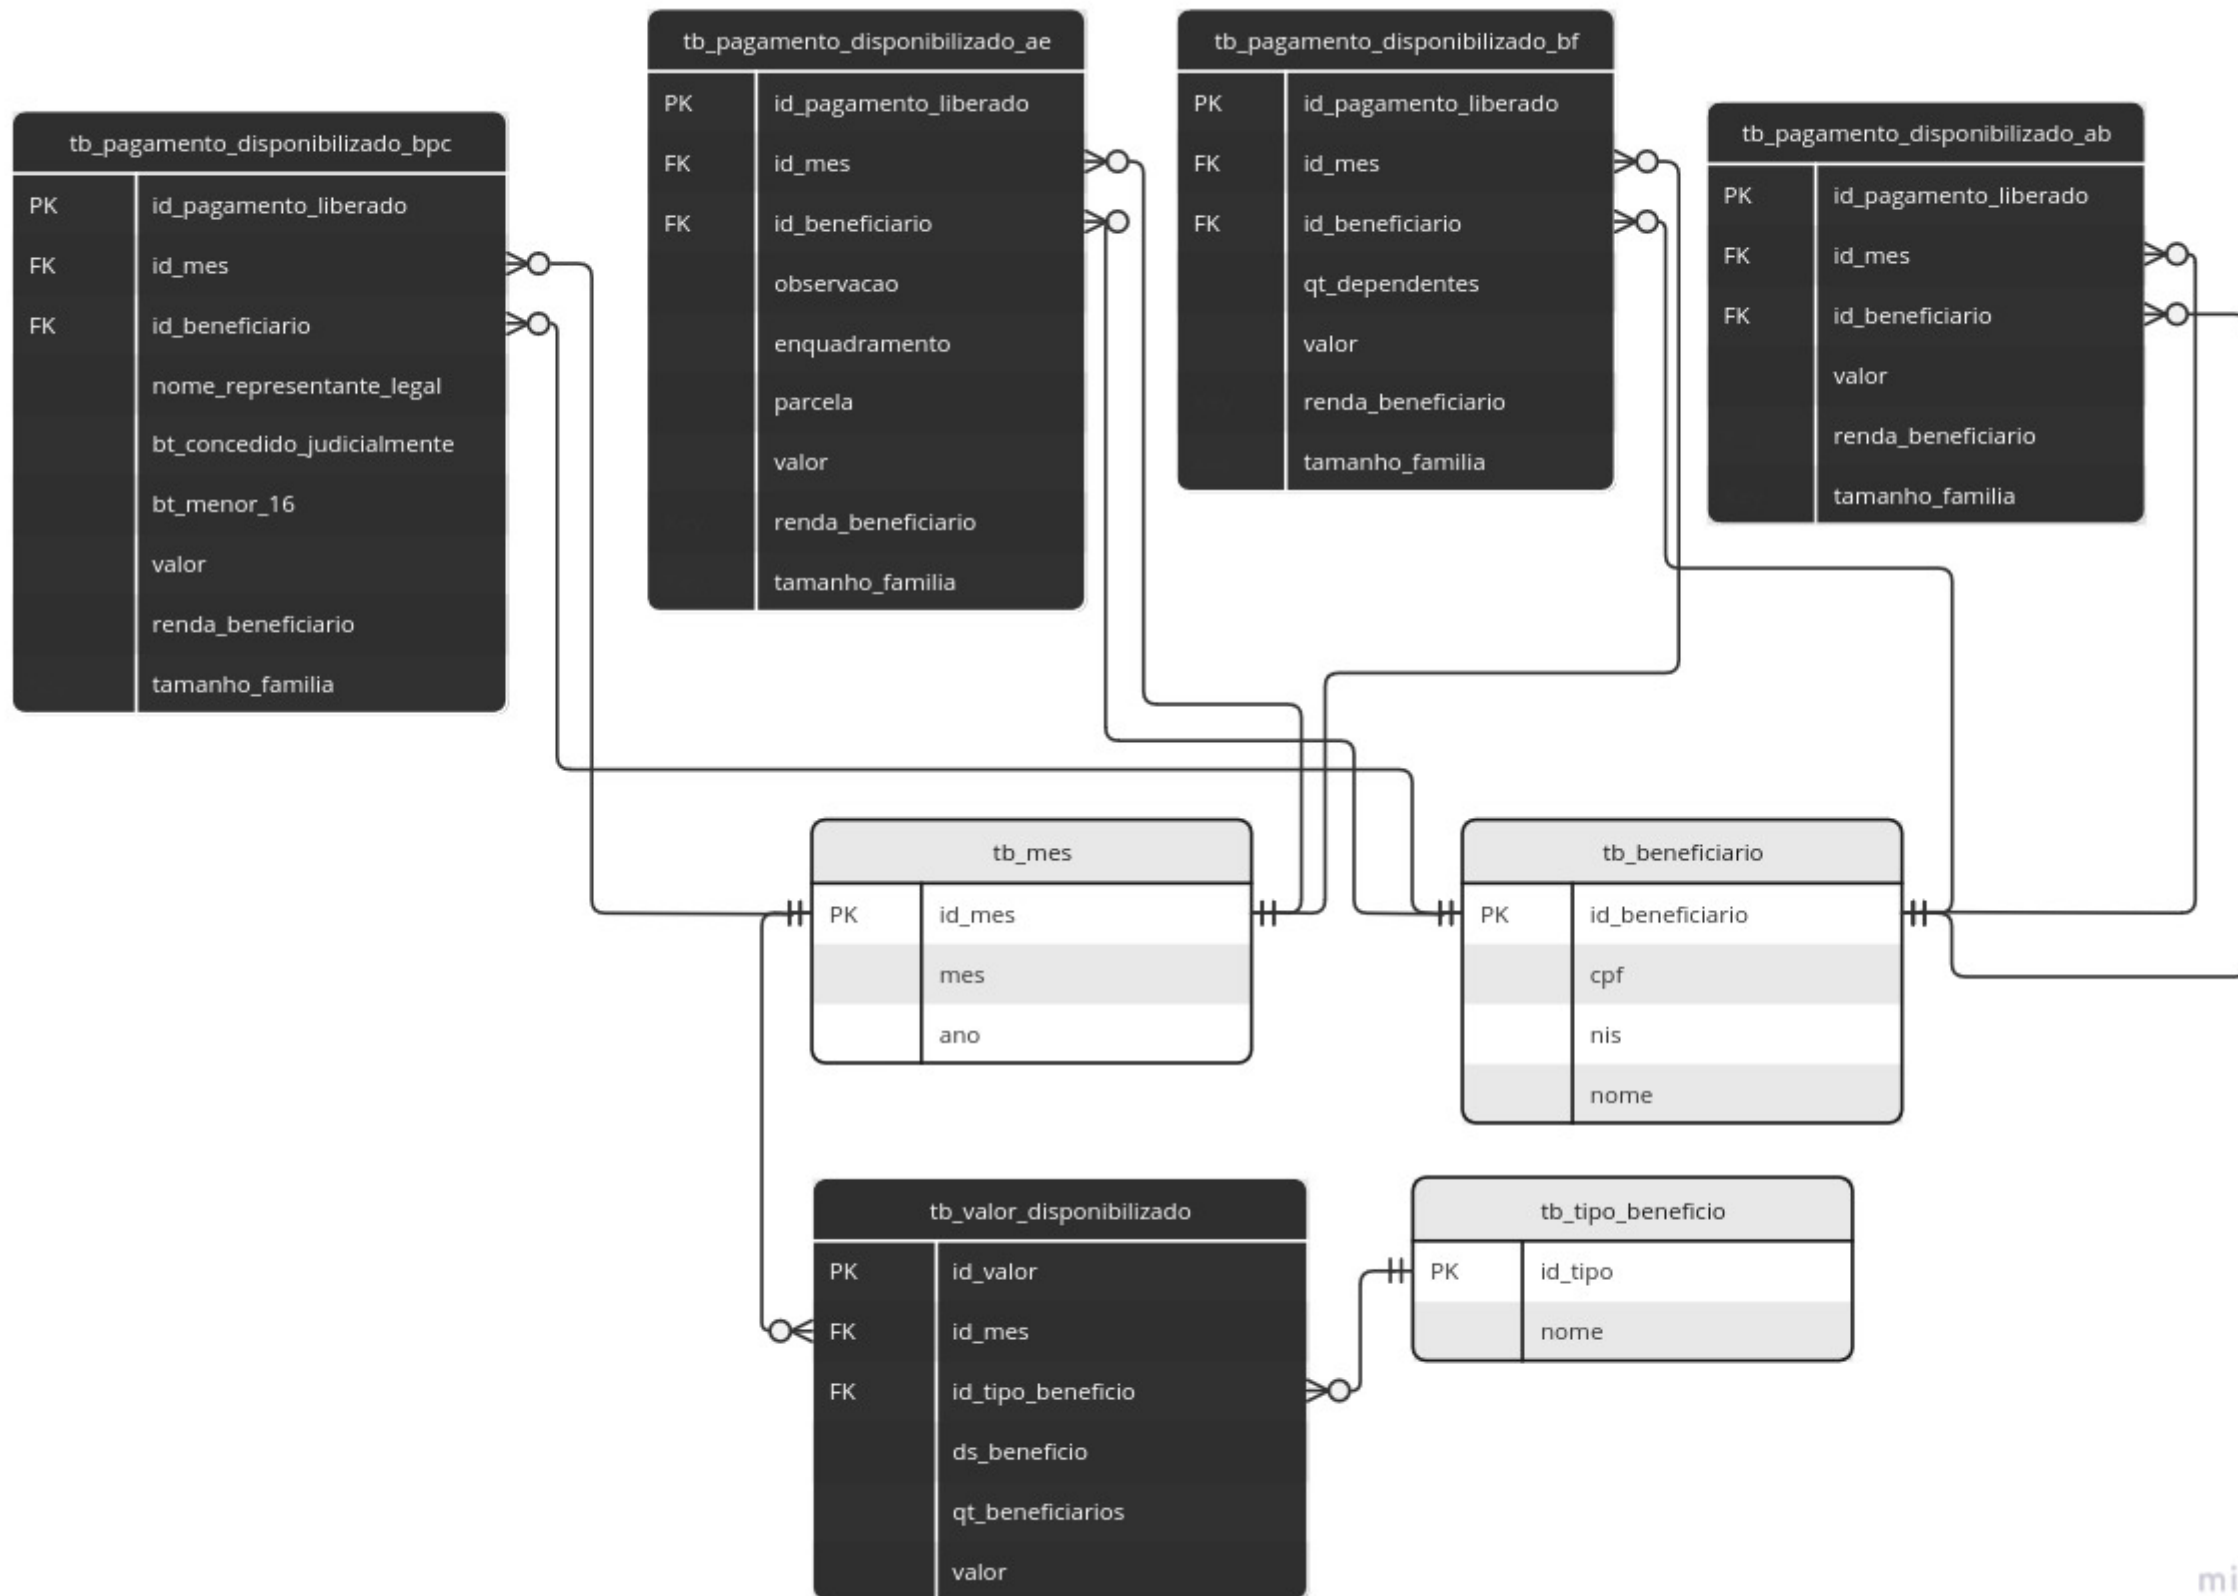 tb_pagamento_disponibilizado_bpc
PK id_pagamento_liberado
FK id_mes
FK id_beneficiario
nome_representante_legal
bt_concedido_judicialmente
bt_menor_16
valor
renda_beneficiario
tamanho_familia
tb_pagamento_disponibilizado_ae
PK id_pagamento_liberado
FK id_mes
FK id_beneficiario
observacao
enquadramento
parcela
valor
renda_beneficiario
tamanho_familia
tb_pagamento_disponibilizado_bf
PK id_pagamento_liberado
FK id_mes
FK id_beneficiario
qt_dependentes
valor
renda_beneficiario
tamanho_familia
tb_pagamento_disponibilizado_ab
PK id_pagamento_liberado
FK id_mes
FK id_beneficiario
valor
renda_beneficiario
tamanho_familia
tb_mes
PK id_mes
mes
ano
tb_beneficiario
PK id_beneficiario
cpf
nis
nome
tb_valor_disponibilizado
PK id_valor
FK id_mes
FK id_tipo_beneficio
ds_beneficio
qt_beneficiarios
valor
tb_tipo_beneficio
PK id_tipo
nome